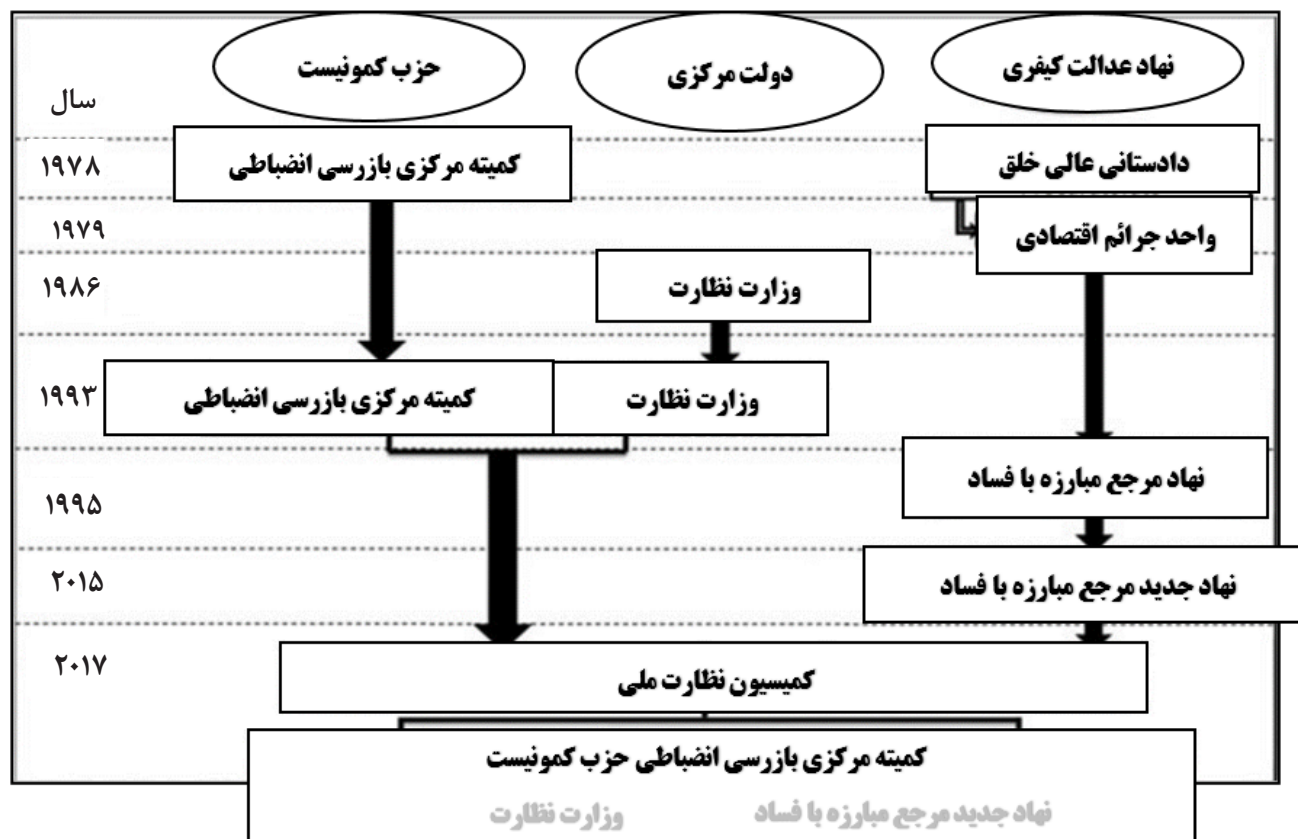 نهاد عدالت کیفری
دولت مرکزی
حزب کمونیست
سال
دادستانی عالی خلق
کمیته مرکزی بازرسی انضباطی
۱۹۷۸
واحد جرائم اقتصادی
۱۹۷۹
وزارت نظارت
۱۹۸۶
وزارت نظارت
کمیته مرکزی بازرسی انضباطی
۱۹۹۳
نهاد مرجع مبارزه با فساد
۱۹۹۵
نهاد جدید مرجع مبارزه با فساد
۲۰۱۵
کمیسیون نظارت ملی
۲۰۱۷
کمیته مرکزی بازرسی انضباطی حزب کمونیست
نهاد جدید مرجع مبارزه با فساد
وزارت نظارت